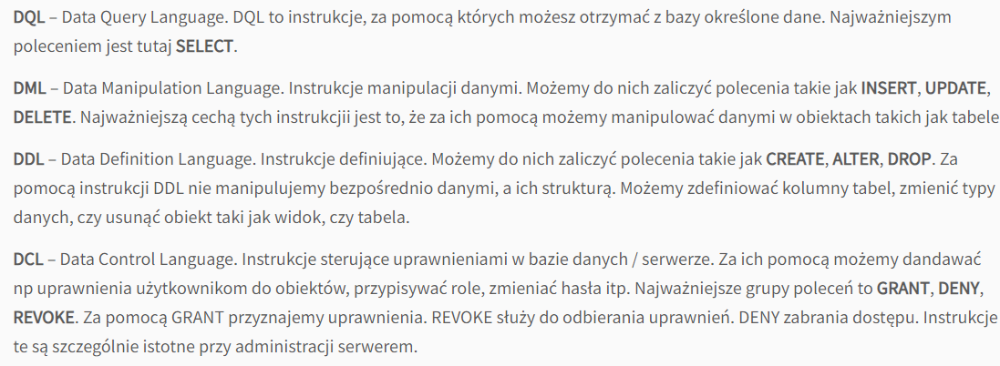 DQL – Data Query Language. DQL to instrukcje, za pomocą których możesz otrzymać z bazy określone dane. Najważniejszym
poleceniem jest tutaj SELECT.
DML – Data Manipulation Language. Instrukcje manipulacji danymi. Możemy do nich zaliczyć polecenia takie jak INSERT, UPDATE,
DELETE. Najważniejszą cechą tych instrukcjii jest to, że za ich pomocą możemy manipulować danymi w obiektach takich jak tabele
DDL – Data Definition Language. Instrukcje definiujące. Możemy do nich zaliczyć polecenia takie jak CREATE, ALTER, DROP. Za
pomocą instrukcji DDL nie manipulujemy bezpośrednio danymi, a ich strukturą. Możemy zdefiniować kolumny tabel, zmienić typy
danych, czy usunąć obiekt taki jak widok, czy tabela.
DCL – Data Control Language. Instrukcje sterujące uprawnieniami w bazie danych / serwerze. Za ich pomocą możemy dandawać
np uprawnienia użytkownikom do obiektów, przypisywać role, zmieniać hasła itp. Najważniejsze grupy poleceń to GRANT, DENY,
REVOKE. Za pomocą GRANT przyznajemy uprawnienia. REVOKE służy do odbierania uprawnień. DENY zabrania dostępu. Instrukcje
te są szczególnie istotne przy administracji serwerem.